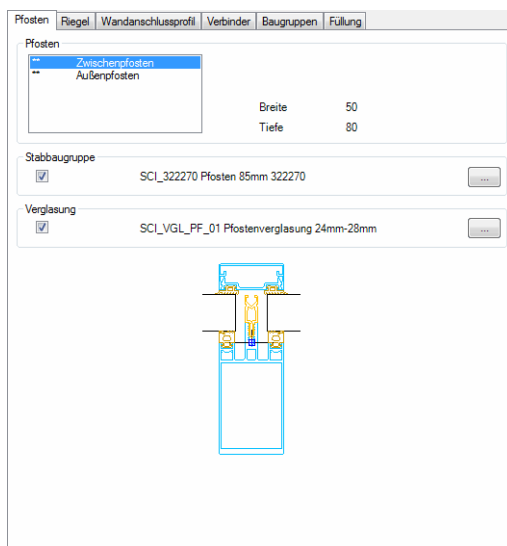 Pfosten Riegel Wandanschlussprofil Verbinder Baugruppen Füllung
Pfosten
** Zwischenpfosten
** Außenpfosten
Breite 50
Tiefe 80
Stabbaugruppe
SCI_322270 Pfosten 85mm 322270 ...
Verglasung
SCI_VGL_PF_01 Pfostenverglasung 24mm-28mm ...